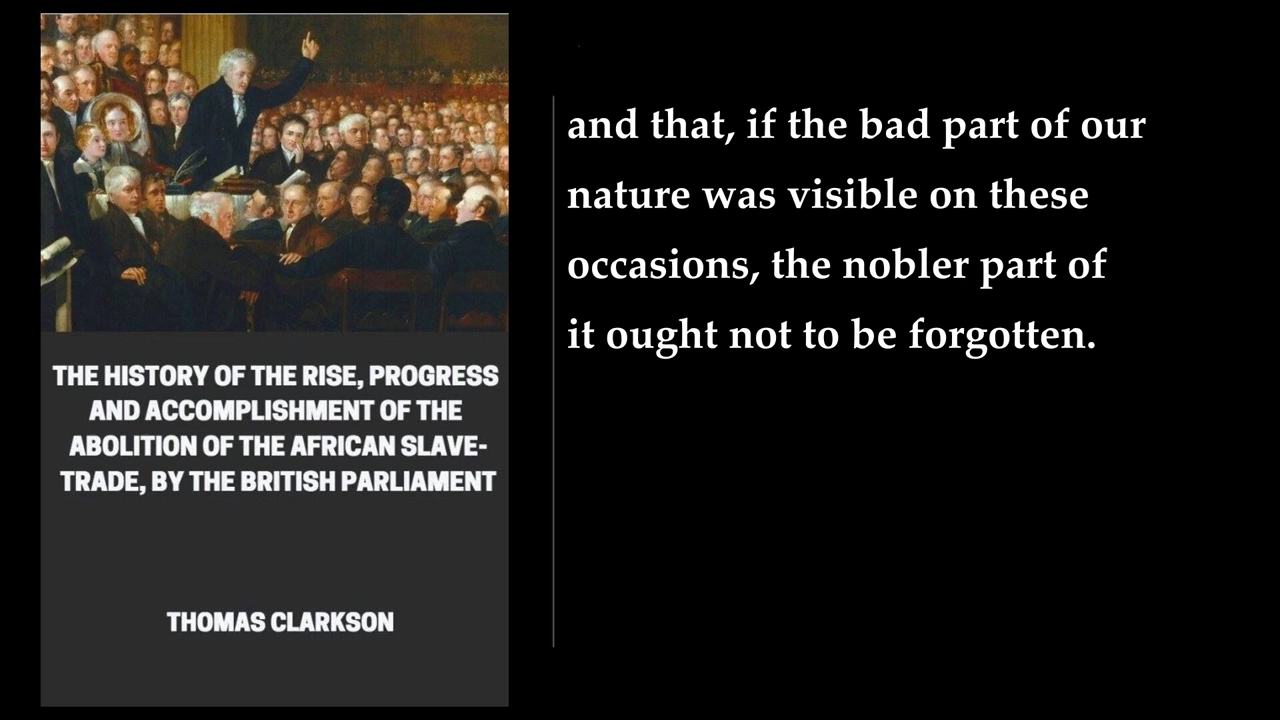 THE HISTORY OF THE RISE, PROGRESS
AND ACCOMPLISHMENT OF THE
ABOLITION OF THE AFRICAN SLAVE-
TRADE, BY THE BRITISH PARLIAMENT
THOMAS CLARKSON
and that, if the bad part of our
nature was visible on these
occasions, the nobler part of
it ought not to be forgotten.